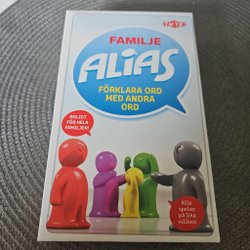 TACTIC
FAMILJE
ALIAS
FÖRKLARA ORD
MED ANDRA
ORD
ROLIGT
FÖR HELA
FAMILJEN!
Alla
spelar
på lika
villkor